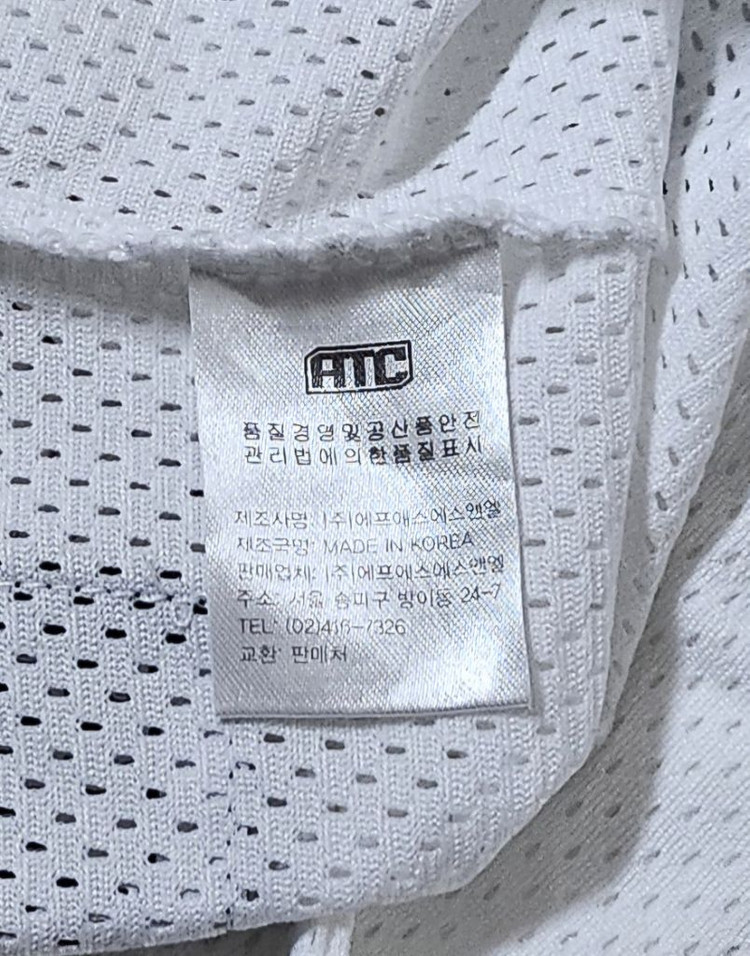 ATC
품질경영및공산품안전
관리법에의한품질표시
제조사명: (주)에프에스에스앤엘
제조국명: MADE IN KOREA
판매업체: (주)에프에스에스앤엘
주소: 서울 송파구 방이동 24-7
TEL: (02)416-7326
교환: 판매처